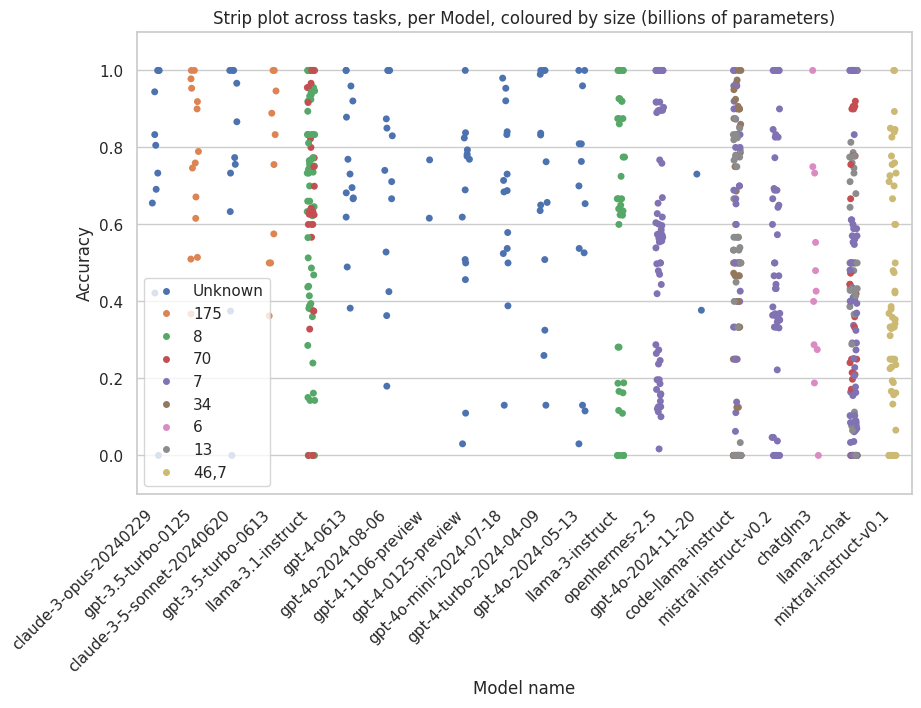 Strip plot across tasks, per Model, coloured by size (billions of parameters)
Accuracy
1.0
0.8
0.6
0.4
0.2
0.0
Unknown
175
8
70
7
34
6
13
46,7
claude-3-opus-20240229
gpt-3.5-turbo-0125
claude-3-5-sonnet-20240620
gpt-3.5-turbo-0613
llama-3.1-instruct
gpt-4-0613
gpt-4o-2024-08-06
gpt-4-1106-preview
gpt-4-0125-preview
gpt-4o-mini-2024-07-18
gpt-4-turbo-2024-04-09
gpt-4o-2024-05-13
llama-3-instruct
openhermes-2.5
gpt-4o-2024-11-20
code-llama-instruct
mistral-instruct-v0.2
chatglm3
llama-2-chat
mixtral-instruct-v0.1
Model name